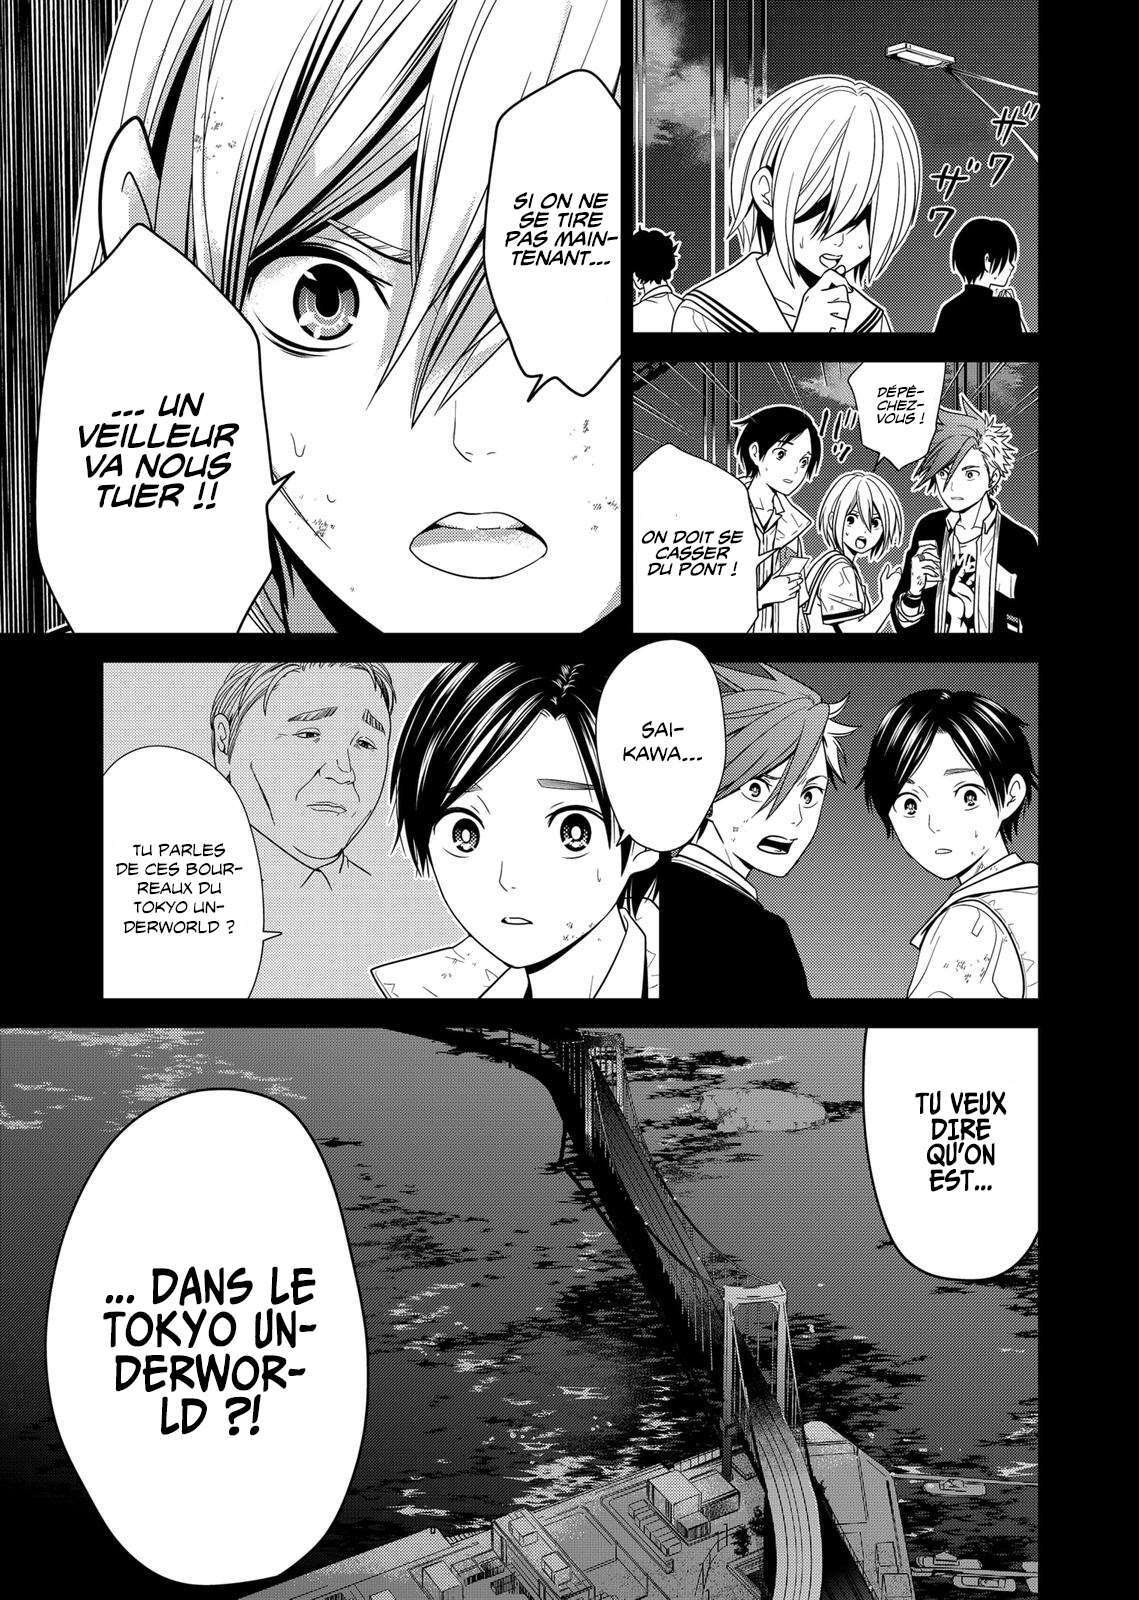 ザワ
ザワ
DÉPÊ-
CHEZ-
VOUS !
ON DOIT SE
CASSER
DU PONT !
SI ON NE
SE TIRE
PAS MAIN-
TENANT...
... UN
VEILLEUR
VA NOUS
TUER !!
SAI-
KAWA...
TU PARLES
DE CES BOUR-
REAUX DU
TOKYO UN-
DERWORLD ?
TU VEUX
DIRE
QU'ON
EST...
... DANS LE
TOKYO UN-
DERWOR-
LD ?!